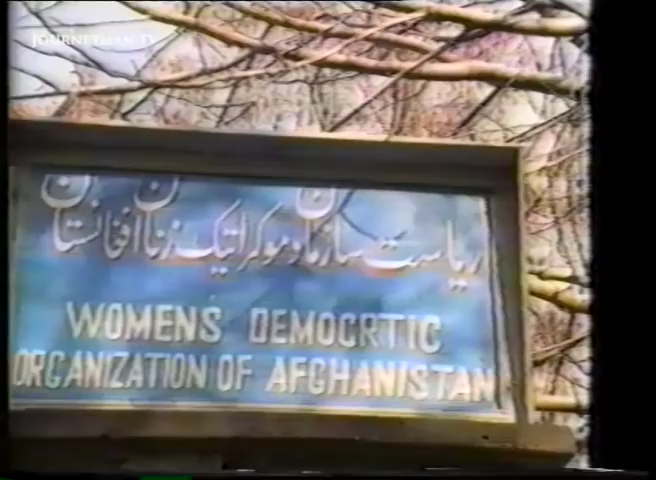 JOURNEYMAN TV
ریاست سازمان دموکراتیک زنان افغانستان
WOMENS DEMOCRTIC
ORGANIZATION OF AFGHANISTAN